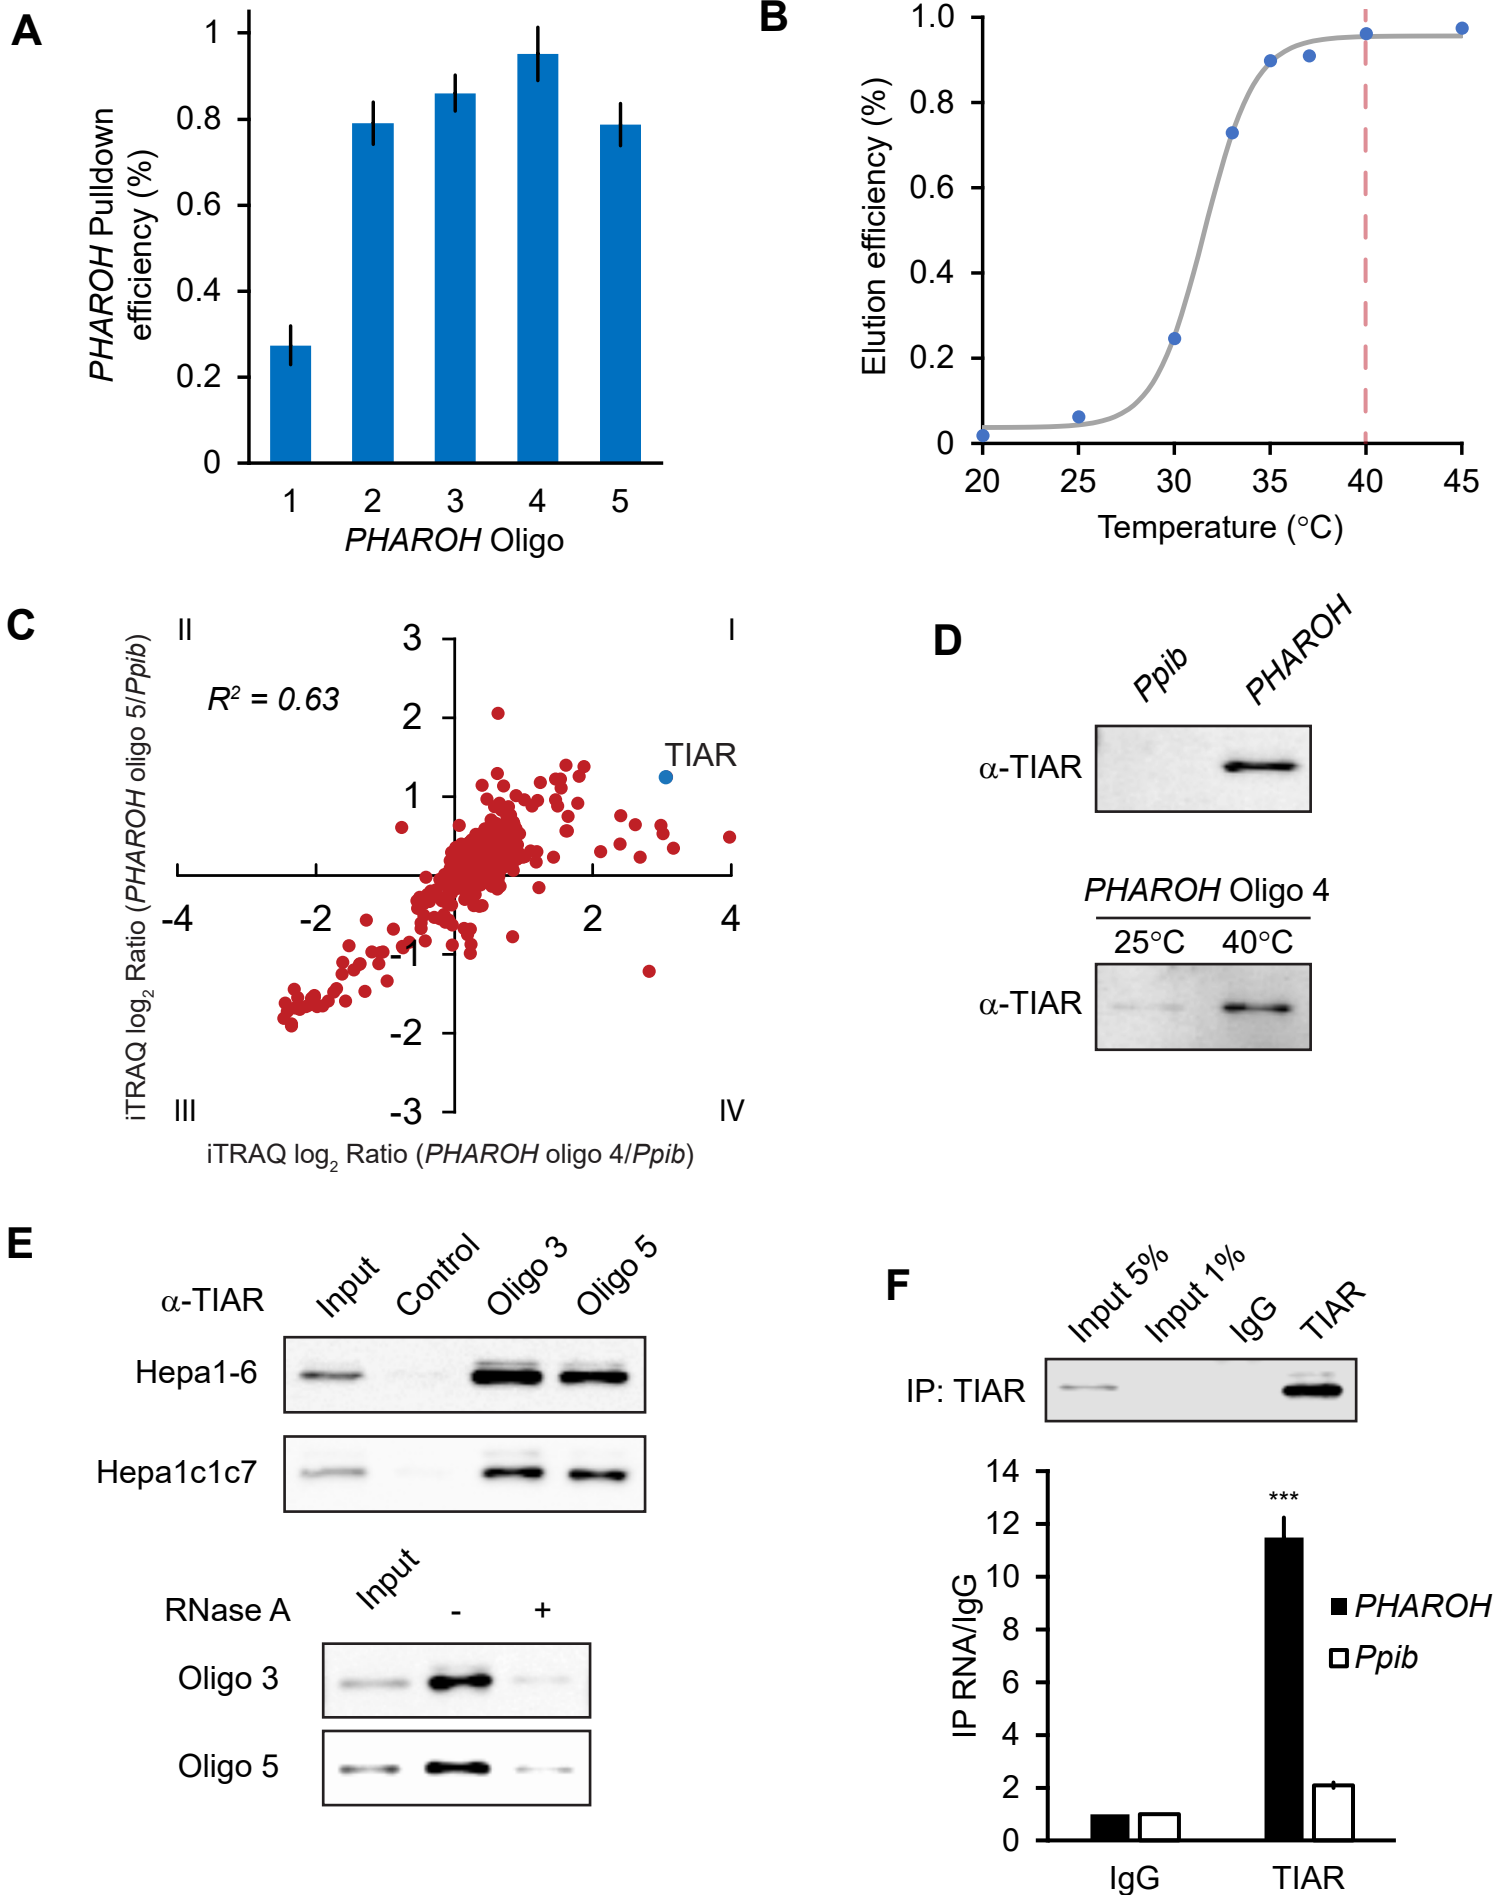 A
PHAROH Pulldown
efficiency (%)
1
0.8
0.6
0.4
0.2
0
1 2 3 4 5
PHAROH Oligo
B
Elution efficiency (%)
1.0
0.8
0.6
0.4
0.2
0
20 25 30 35 40 45
Temperature (°C)
C
II
I
III
IV
iTRAQ log2 Ratio (PHAROH oligo 5/Ppib)
R² = 0.63
TIAR
3
2
1
-1
-2
-3
-4 -2 2 4
iTRAQ log2 Ratio (PHAROH oligo 4/Ppib)
D
Ppib PHAROH
α-TIAR
PHAROH Oligo 4
25°C 40°C
α-TIAR
E
α-TIAR Input Control Oligo 3 Oligo 5
Hepa1-6
Hepa1c1c7
RNase A Input - +
Oligo 3
Oligo 5
F
Input 5% Input 1% IgG TIAR
IP: TIAR
IP RNA/IgG
14
12
10
8
6
4
2
0
***
PHAROH
Ppib
IgG TIAR